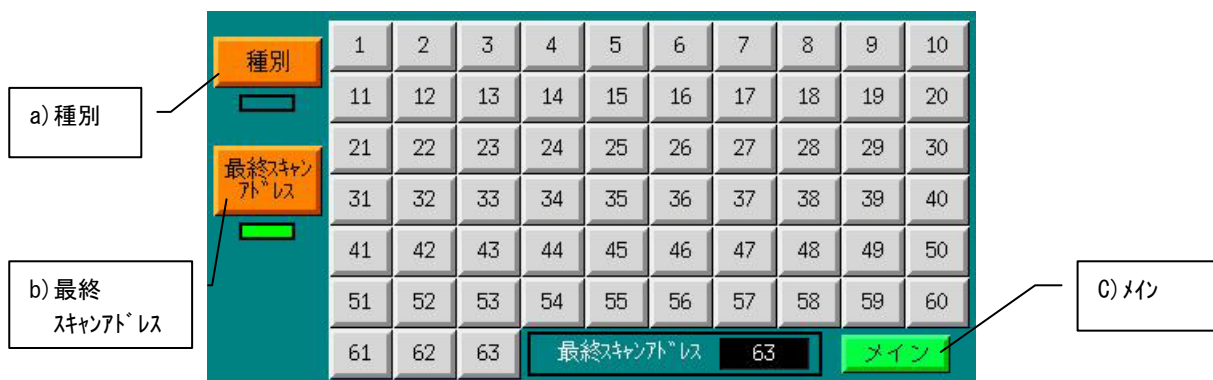 a)種別
b)最終
ｽｷｬﾝｱﾄﾞﾚｽ
種別
最終ｽｷｬﾝ
ｱﾄﾞﾚｽ
1 2 3 4 5 6 7 8 9 10
11 12 13 14 15 16 17 18 19 20
21 22 23 24 25 26 27 28 29 30
31 32 33 34 35 36 37 38 39 40
41 42 43 44 45 46 47 48 49 50
51 52 53 54 55 56 57 58 59 60
61 62 63 最終ｽｷｬﾝｱﾄﾞﾚｽ 63 メイン
C)ﾒｲﾝ